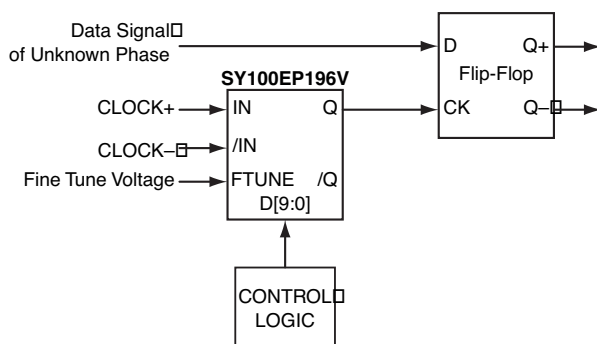 Data Signal
of Unknown Phase
D
Q+
Flip-Flop
SY100EP196V
CLOCK+
IN
Q
CK
Q–
CLOCK–
/IN
Fine Tune Voltage
FTUNE
/Q
D[9:0]
CONTROL
LOGIC